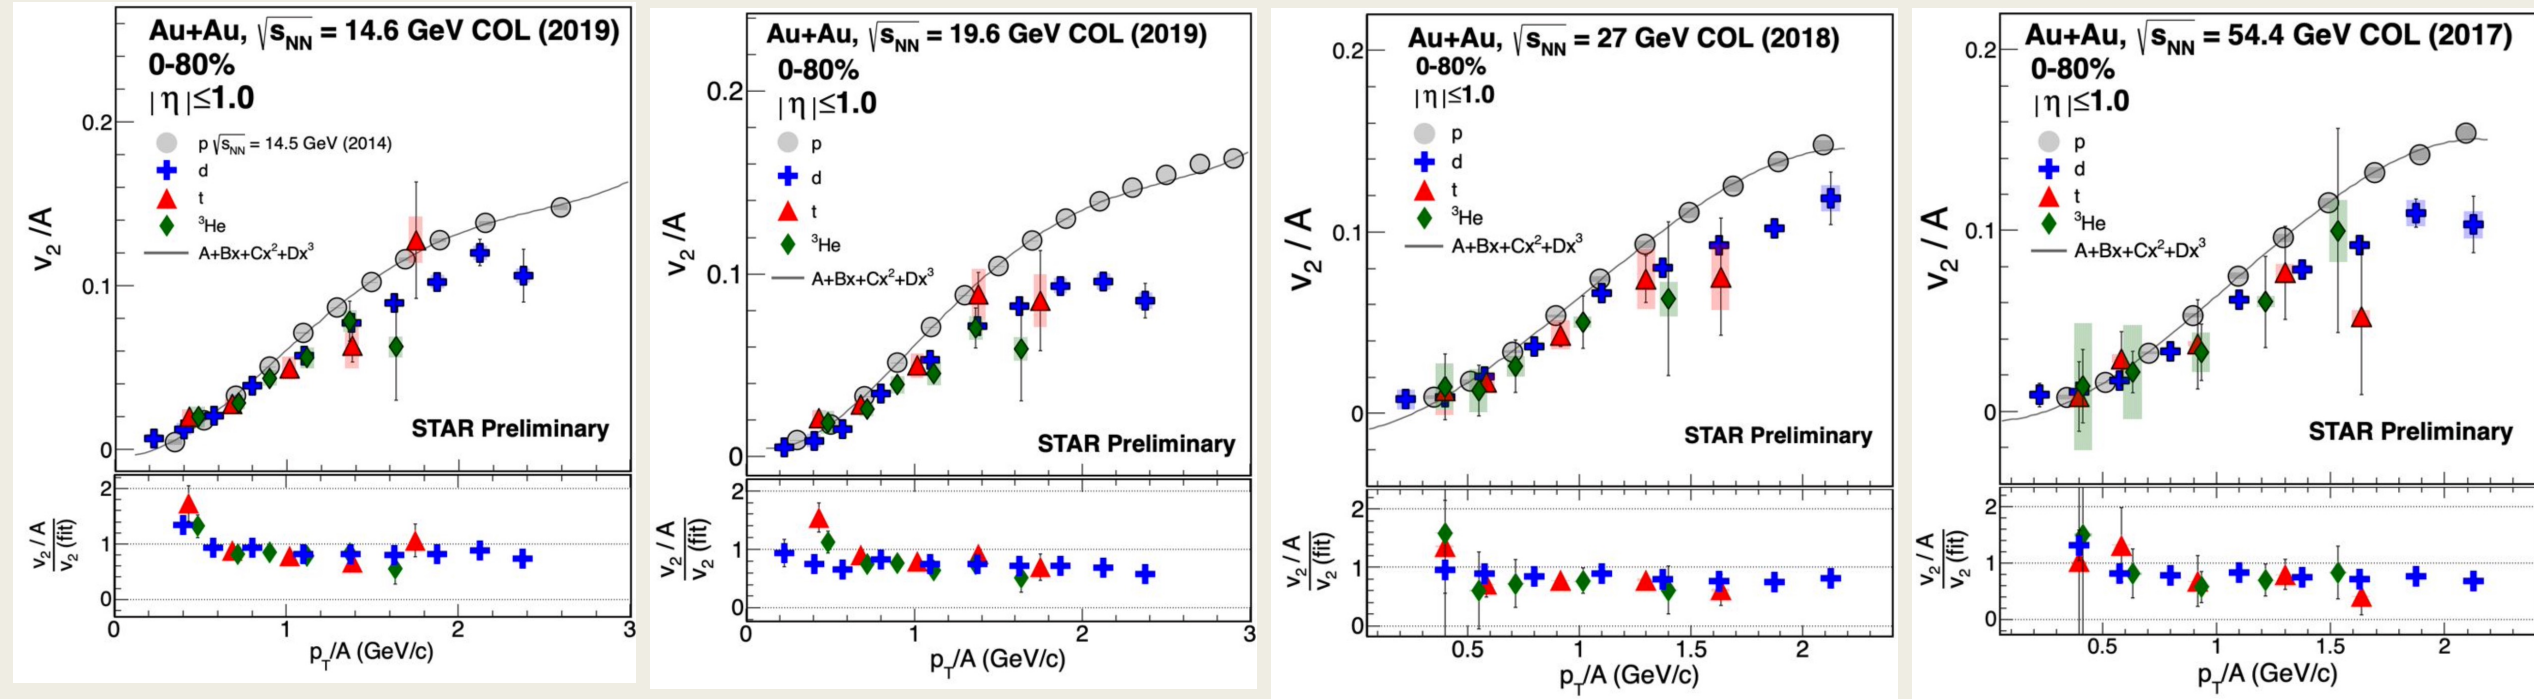 Au+Au, √sNN = 14.6 GeV COL (2019)
0-80%
|η|≤1.0
p √sNN = 14.5 GeV (2014)
d
t
³He
A+Bx+Cx²+Dx³
STAR Preliminary
v₂ /A
0.2
0.1
0
v₂ / A
v₂ (fit)
2
1
0
0
1
2
3
pT/A (GeV/c)
Au+Au, √sNN = 19.6 GeV COL (2019)
0-80%
|η|≤1.0
p
d
t
³He
A+Bx+Cx²+Dx³
STAR Preliminary
v₂ /A
0.2
0.1
0
v₂ / A
v₂ (fit)
2
1
0
0
1
2
3
pT/A (GeV/c)
Au+Au, √sNN = 27 GeV COL (2018)
0-80%
|η|≤1.0
p
d
t
³He
A+Bx+Cx²+Dx³
STAR Preliminary
v₂ / A
0.2
0.1
0
v₂ / A
v₂ (fit)
2
1
0
0.5
1
1.5
2
pT/A (GeV/c)
Au+Au, √sNN = 54.4 GeV COL (2017)
0-80%
|η|≤1.0
p
d
t
³He
A+Bx+Cx²+Dx³
STAR Preliminary
v₂ / A
0.2
0.1
0
v₂ / A
v₂ (fit)
2
1
0
0.5
1
1.5
2
pT/A (GeV/c)